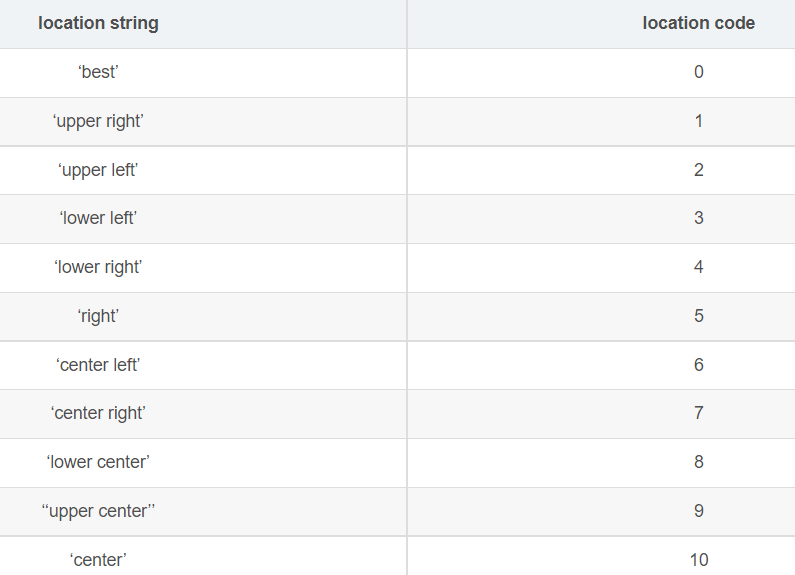 location string location code
‘best’ 0
‘upper right’ 1
‘upper left’ 2
‘lower left’ 3
‘lower right’ 4
‘right’ 5
‘center left’ 6
‘center right’ 7
‘lower center’ 8
‘‘upper center’’ 9
‘center’ 10